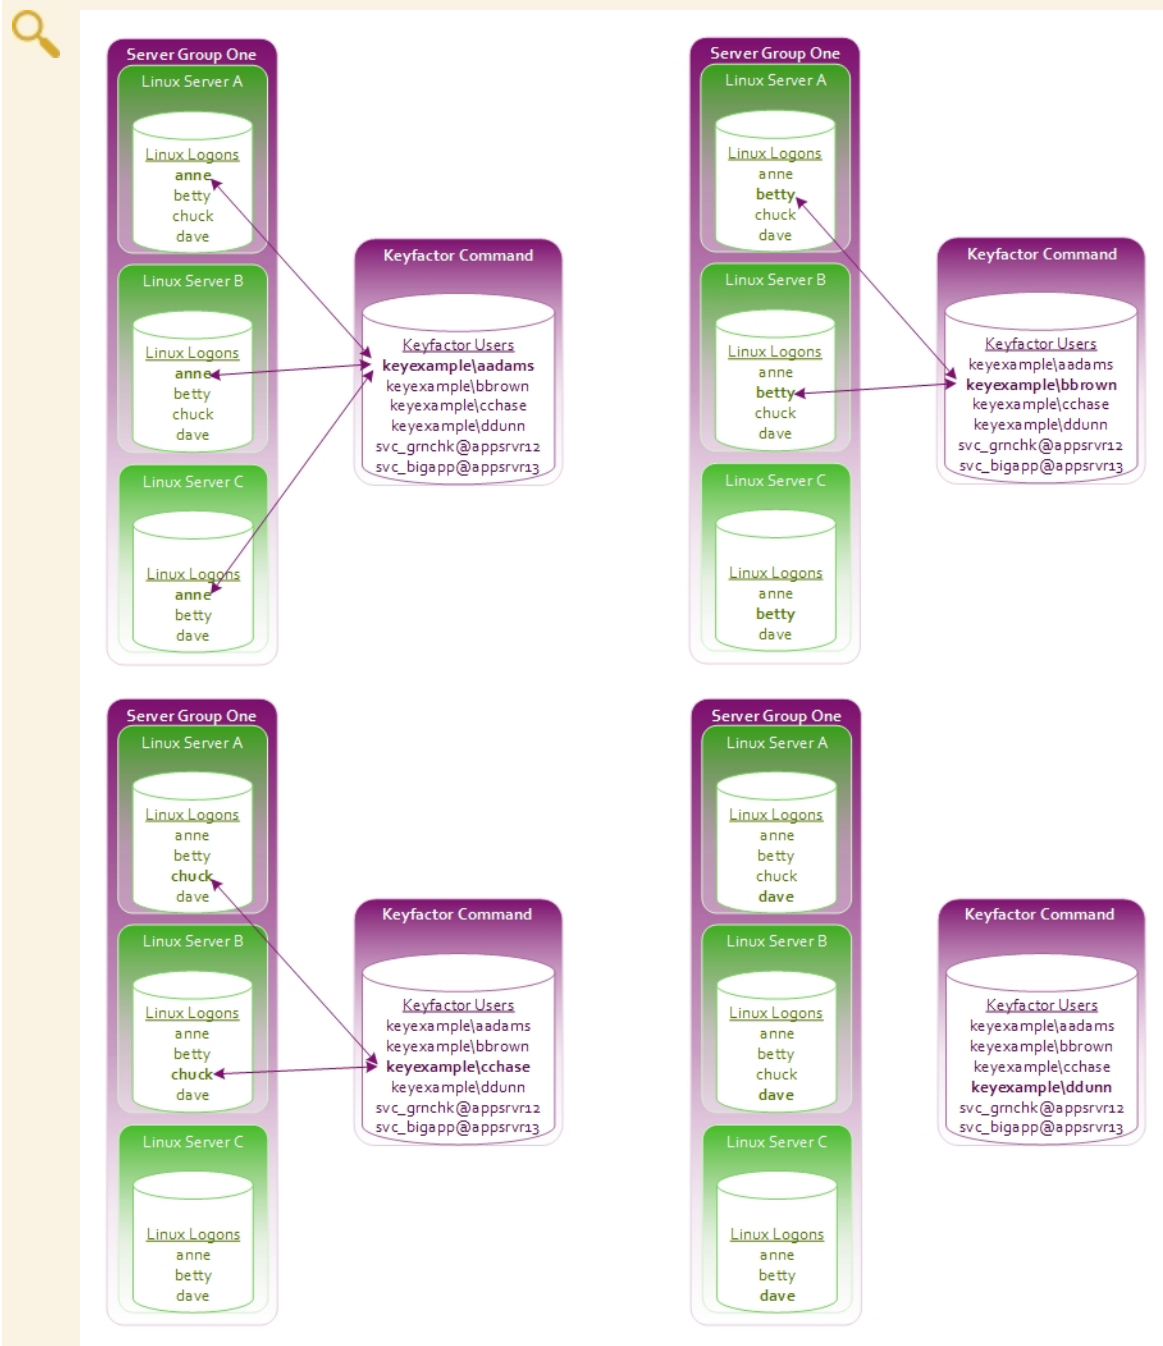 Server Group One
Linux Server A
Linux Logons
anne
betty
chuck
dave
Linux Server B
Linux Logons
anne
betty
chuck
dave
Linux Server C
Linux Logons
anne
betty
dave
Keyfactor Command
Keyfactor Users
keyexample\aadams
keyexample\bbrown
keyexample\cchase
keyexample\ddunn
svc_grnchk@appsrvr12
svc_bigapp@appsrvr13
Server Group One
Linux Server A
Linux Logons
anne
betty
chuck
dave
Linux Server B
Linux Logons
anne
betty
chuck
dave
Linux Server C
Linux Logons
anne
betty
dave
Keyfactor Command
Keyfactor Users
keyexample\aadams
keyexample\bbrown
keyexample\cchase
keyexample\ddunn
svc_grnchk@appsrvr12
svc_bigapp@appsrvr13
Server Group One
Linux Server A
Linux Logons
anne
betty
chuck
dave
Linux Server B
Linux Logons
anne
betty
chuck
dave
Linux Server C
Linux Logons
anne
betty
dave
Keyfactor Command
Keyfactor Users
keyexample\aadams
keyexample\bbrown
keyexample\cchase
keyexample\ddunn
svc_grnchk@appsrvr12
svc_bigapp@appsrvr13
Server Group One
Linux Server A
Linux Logons
anne
betty
chuck
dave
Linux Server B
Linux Logons
anne
betty
chuck
dave
Linux Server C
Linux Logons
anne
betty
dave
Keyfactor Command
Keyfactor Users
keyexample\aadams
keyexample\bbrown
keyexample\cchase
keyexample\ddunn
svc_grnchk@appsrvr12
svc_bigapp@appsrvr13